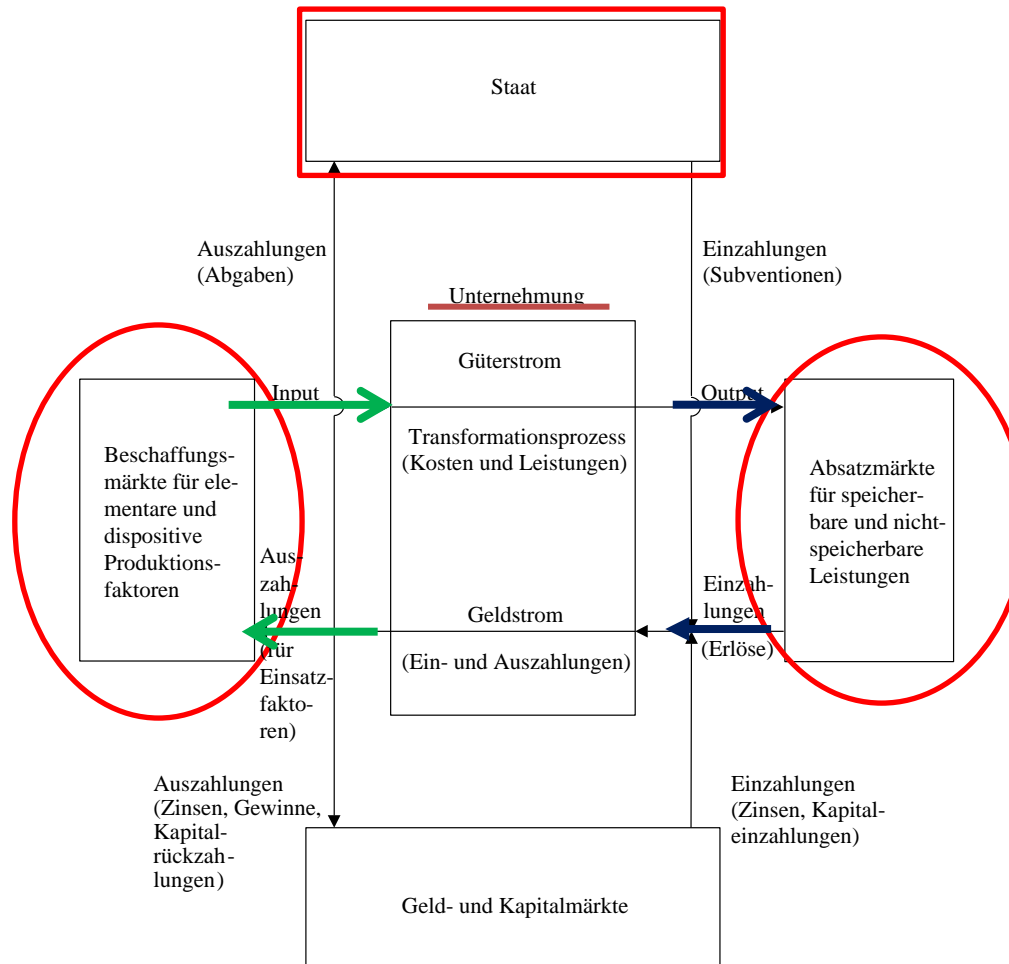 Staat
Auszahlungen
(Abgaben)
Einzahlungen
(Subventionen)
Unternehmung
Güterstrom
Input
Output
Transformationsprozess
(Kosten und Leistungen)
Beschaffungs-
märkte für ele-
mentare und
dispositive
Produktions-
faktoren
Absatzmärkte
für speicher-
bare und nicht-
speicherbare
Leistungen
Aus-
zah-
lungen
(für
Einsatz-
fakto-
ren)
Geldstrom
(Ein- und Auszahlungen)
Einzah-
lungen
(Erlöse)
Auszahlungen
(Zinsen, Gewinne,
Kapital-
rückzah-
lungen)
Einzahlungen
(Zinsen, Kapital-
einzahlungen)
Geld- und Kapitalmärkte